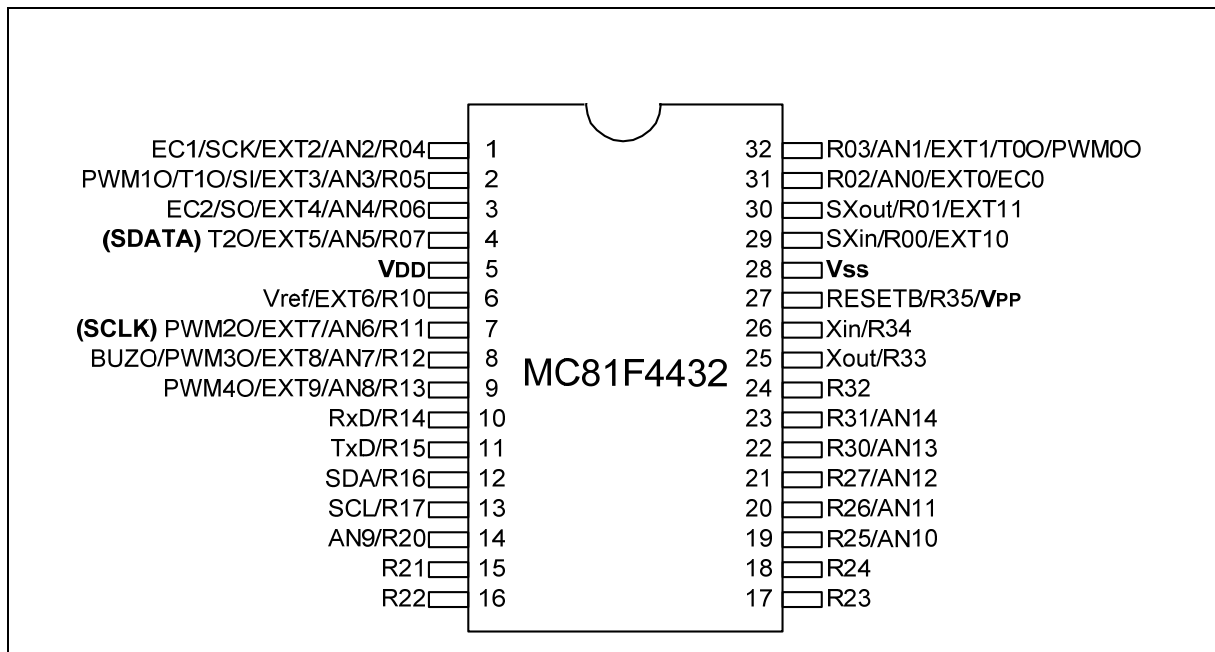 EC1/SCK/EXT2/AN2/R04 1 32 R03/AN1/EXT1/T0O/PWM0O
PWM1O/T1O/SI/EXT3/AN3/R05 2 31 R02/AN0/EXT0/EC0
EC2/SO/EXT4/AN4/R06 3 30 SXout/R01/EXT11
(SDATA) T2O/EXT5/AN5/R07 4 29 SXin/R00/EXT10
VDD 5 28 Vss
Vref/EXT6/R10 6 27 RESETB/R35/VPP
(SCLK) PWM2O/EXT7/AN6/R11 7 26 Xin/R34
BUZO/PWM3O/EXT8/AN7/R12 8 25 Xout/R33
MC81F4432
PWM4O/EXT9/AN8/R13 9 24 R32
RxD/R14 10 23 R31/AN14
TxD/R15 11 22 R30/AN13
SDA/R16 12 21 R27/AN12
SCL/R17 13 20 R26/AN11
AN9/R20 14 19 R25/AN10
R21 15 18 R24
R22 16 17 R23